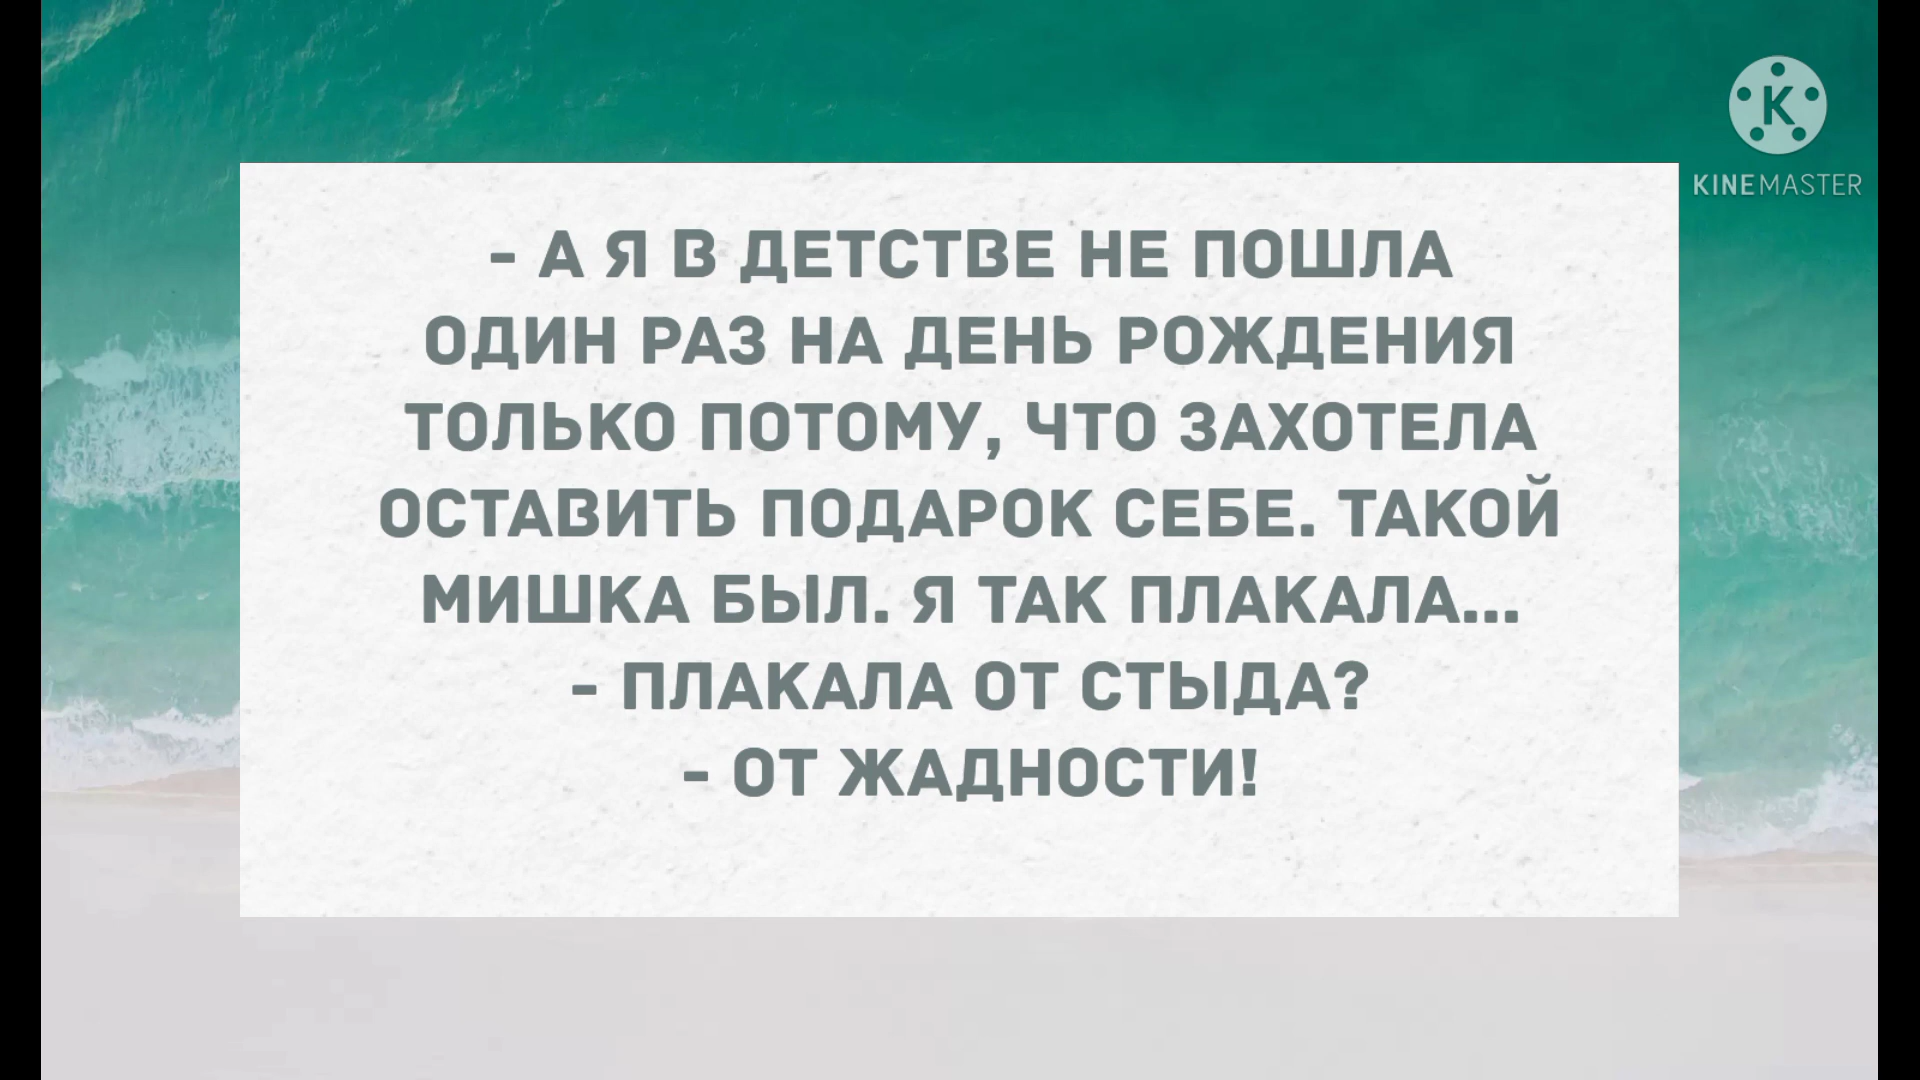 - А Я В ДЕТСТВЕ НЕ ПОШЛА
ОДИН РАЗ НА ДЕНЬ РОЖДЕНИЯ
ТОЛЬКО ПОТОМУ, ЧТО ЗАХОТЕЛА
ОСТАВИТЬ ПОДАРОК СЕБЕ. ТАКОЙ
МИШКА БЫЛ. Я ТАК ПЛАКАЛА...
- ПЛАКАЛА ОТ СТЫДА?
- ОТ ЖАДНОСТИ!
K
KINEMASTER